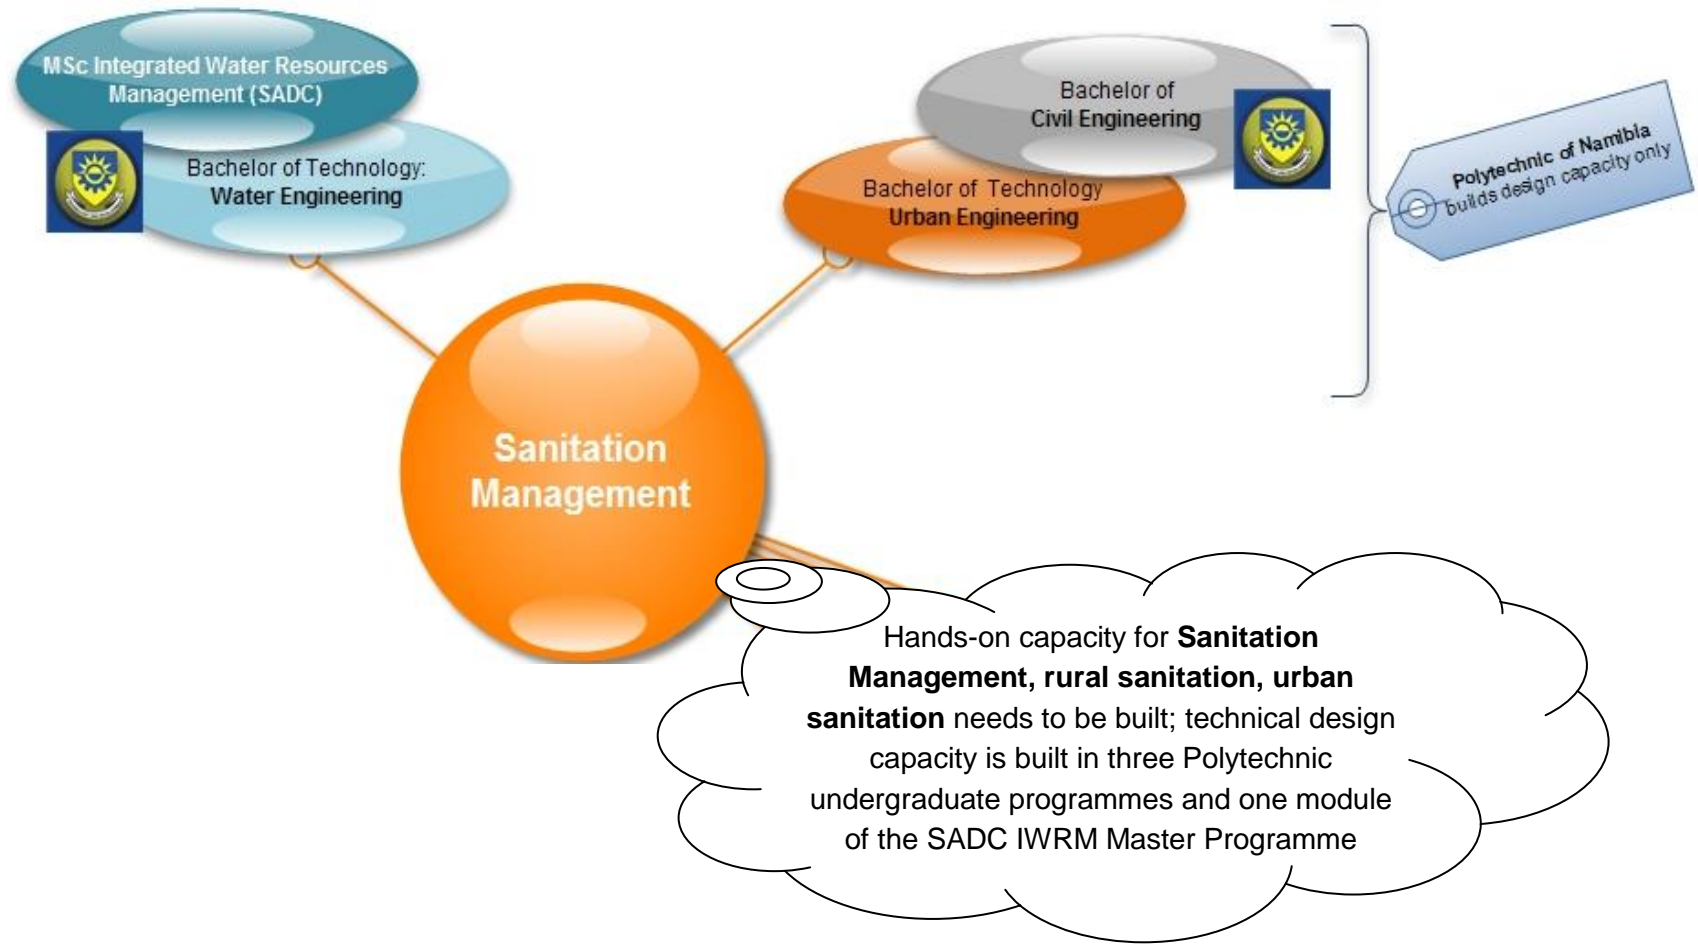 MSc Integrated Water Resources
Management (SADC)
Bachelor of Technology:
Water Engineering
Bachelor of
Civil Engineering
Bachelor of Technology
Urban Engineering
Polytechnic of Namibia
builds design capacity only
Sanitation
Management
Hands-on capacity for Sanitation
Management, rural sanitation, urban
sanitation needs to be built; technical design
capacity is built in three Polytechnic
undergraduate programmes and one module
of the SADC IWRM Master Programme